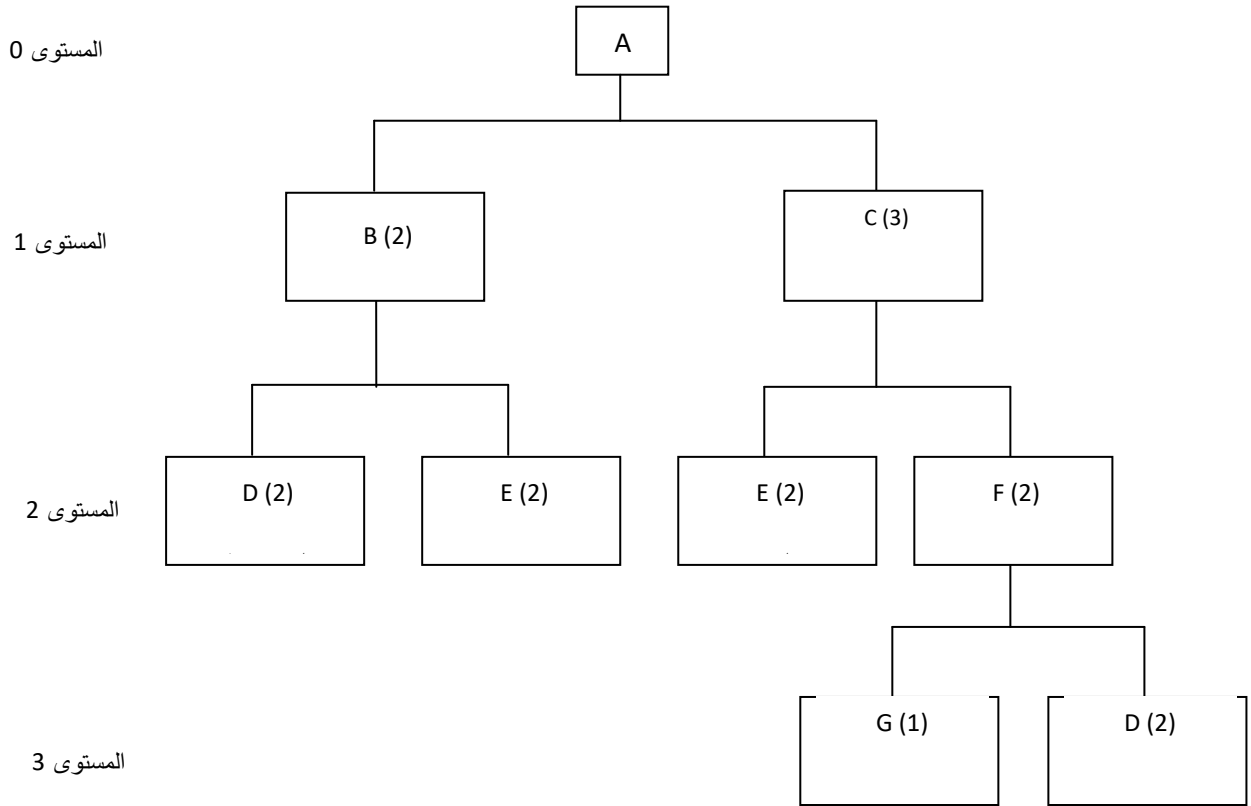 المستوى 0
A
المستوى 1
B (2)
C (3)
المستوى 2
D (2)
E (2)
E (2)
F (2)
المستوى 3
G (1)
D (2)